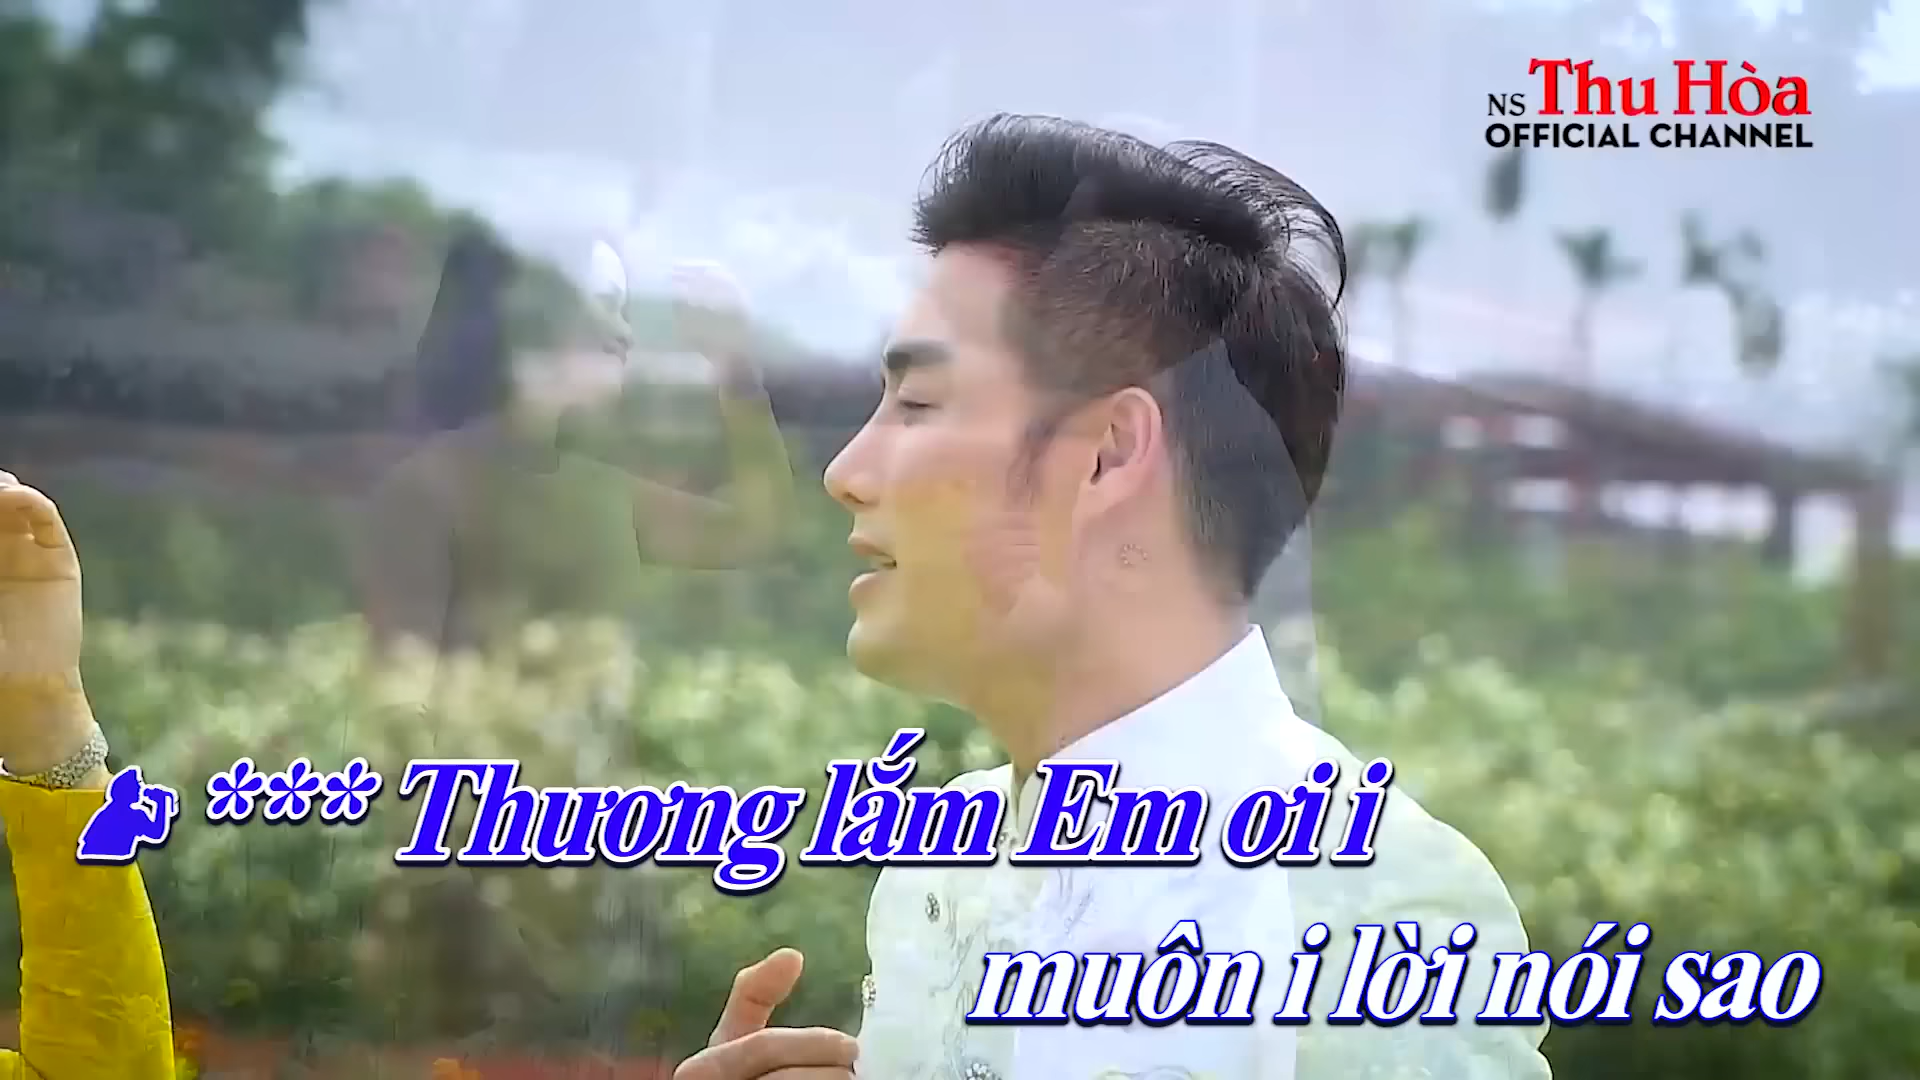 NS Thu Hòa
OFFICIAL CHANNEL
*** Thương lắm Em ơi i
muôn i lời nói sao